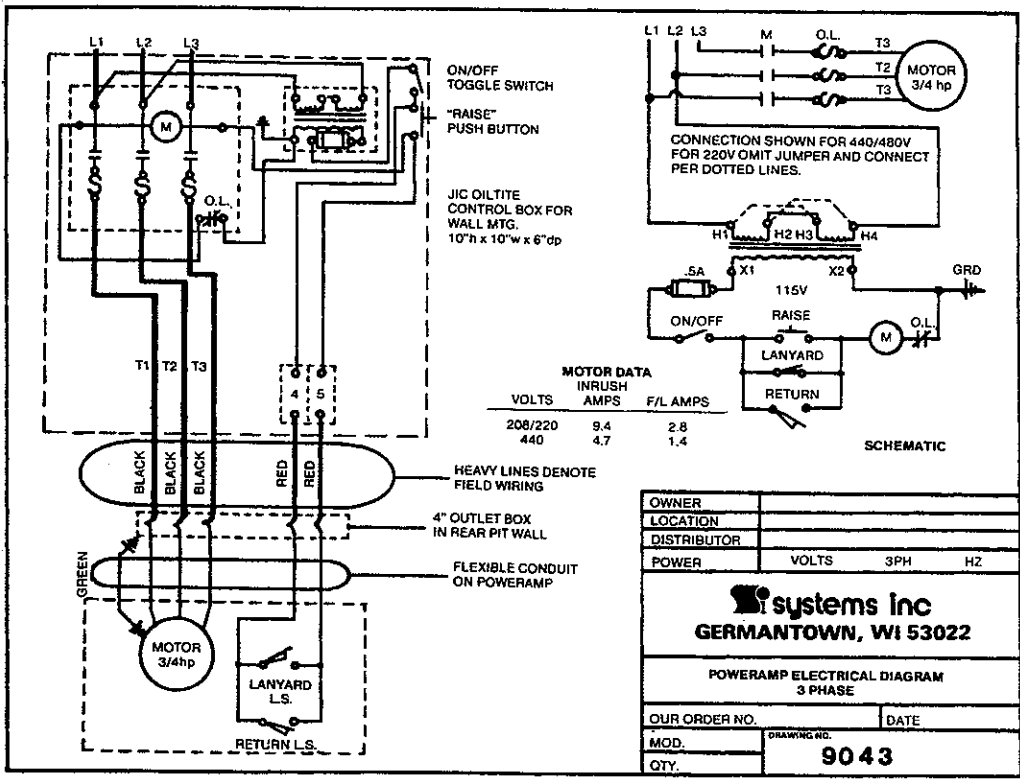 L1 L2 L3
ON/OFF
TOGGLE SWITCH
"RAISE"
PUSH BUTTON
M
O.L.
JIC OILTITE
CONTROL BOX FOR
WALL MTG.
10"h x 10"w x 6"dp
T1 T2 T3
4 5
BLACK
BLACK
BLACK
RED
RED
HEAVY LINES DENOTE
FIELD WIRING
4" OUTLET BOX
IN REAR PIT WALL
GREEN
FLEXIBLE CONDUIT
ON POWERAMP
MOTOR
3/4hp
LANYARD
L.S.
RETURN L.S.
L1 L2 L3
M
O.L.
T3
T2
T3
MOTOR
3/4 hp
CONNECTION SHOWN FOR 440/480V
FOR 220V OMIT JUMPER AND CONNECT
PER DOTTED LINES.
H1 H2 H3 H4
.5A
X1 X2
115V
GRD
ON/OFF
RAISE
M
O.L.
LANYARD
RETURN
SCHEMATIC
MOTOR DATA
INRUSH
VOLTS AMPS F/L AMPS
208/220 9.4 2.8
440 4.7 1.4
OWNER
LOCATION
DISTRIBUTOR
POWER VOLTS 3PH HZ
systems inc
GERMANTOWN, WI 53022
POWERAMP ELECTRICAL DIAGRAM
3 PHASE
OUR ORDER NO. DATE
MOD.
QTY.
DRAWING NO.
9043